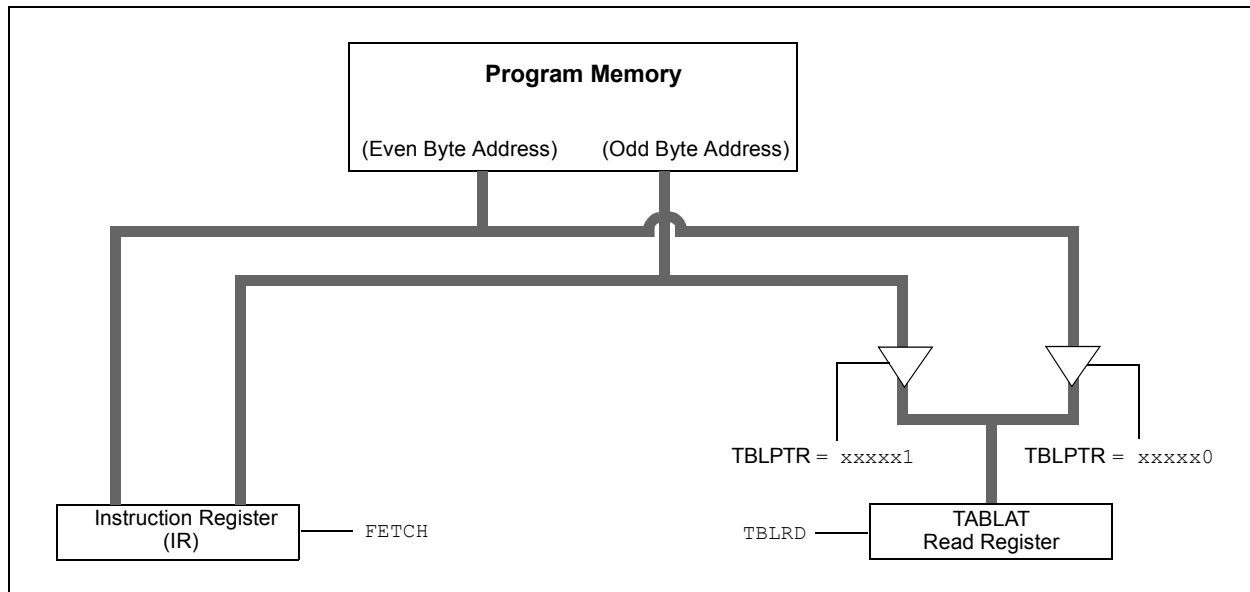 Program Memory
(Even Byte Address) (Odd Byte Address)
TBLPTR = xxxxx1
TBLPTR = xxxxx0
Instruction Register
(IR)
FETCH
TBLRD
TABLAT
Read Register